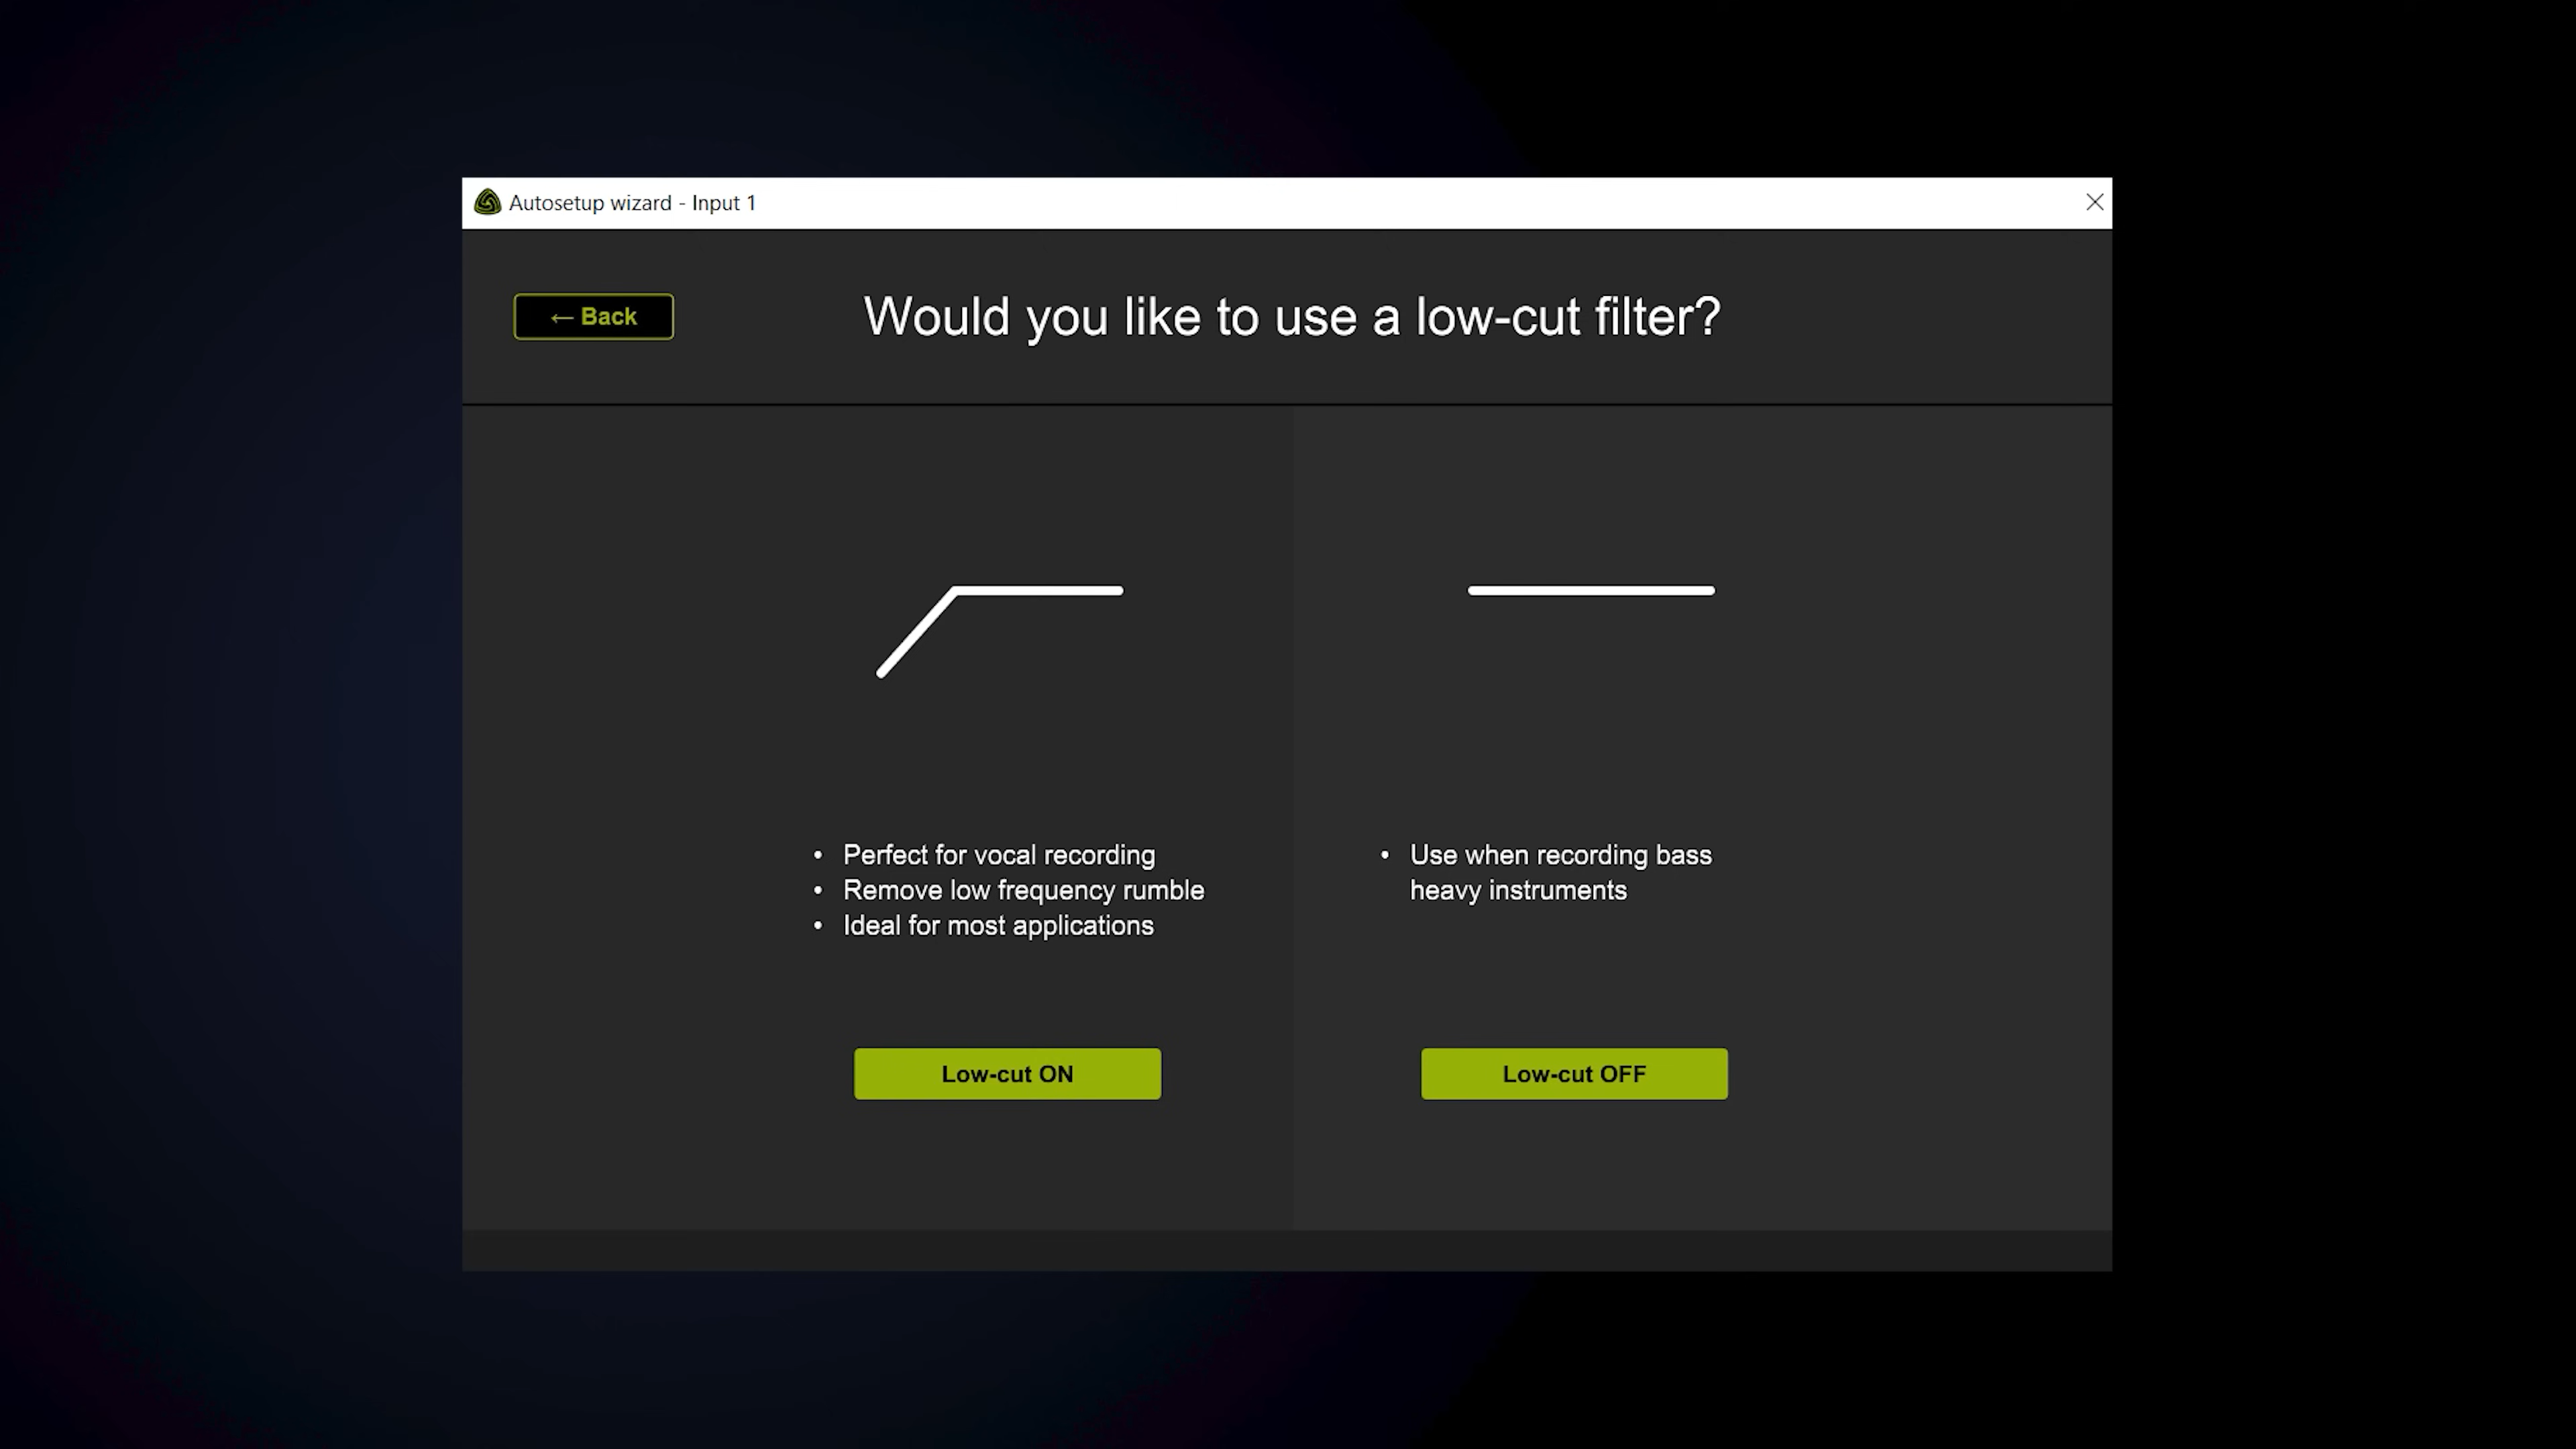 Autosetup wizard - Input 1
← Back
Would you like to use a low-cut filter?
• Perfect for vocal recording
• Remove low frequency rumble
• Ideal for most applications
• Use when recording bass
heavy instruments
Low-cut ON
Low-cut OFF